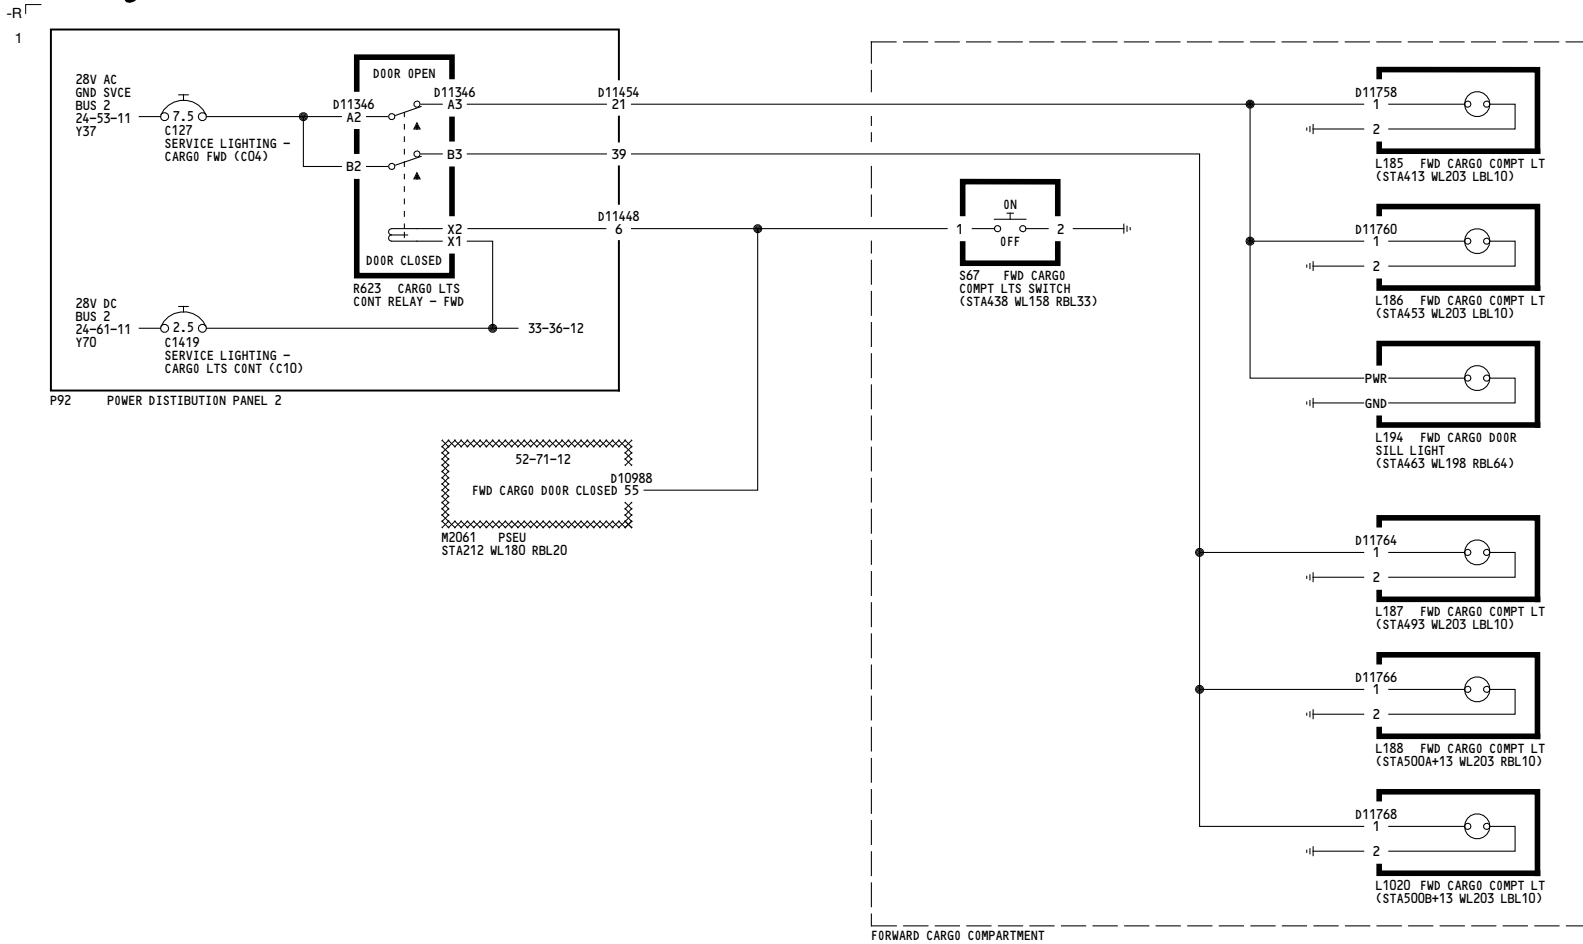 -R
1
28V AC
GND SVCE
BUS 2
24-53-11
Y37
7.5
C127
SERVICE LIGHTING –
CARGO FWD (C04)
DOOR OPEN
D11346
A2
D11346
A3
B2
B3
X2
X1
DOOR CLOSED
R623 CARGO LTS
CONT RELAY – FWD
28V DC
BUS 2
24-61-11
Y70
2.5
C1419
SERVICE LIGHTING –
CARGO LTS CONT (C10)
33-36-12
D11454
21
39
D11448
6
P92 POWER DISTIBUTION PANEL 2
52-71-12
D10988
FWD CARGO DOOR CLOSED 55
M2061 PSEU
STA212 WL180 RBL20
ON
1
2
OFF
S67 FWD CARGO
COMPT LTS SWITCH
(STA438 WL158 RBL33)
D11758
1
2
L185 FWD CARGO COMPT LT
(STA413 WL203 LBL10)
D11760
1
2
L186 FWD CARGO COMPT LT
(STA453 WL203 LBL10)
PWR
GND
L194 FWD CARGO DOOR
SILL LIGHT
(STA463 WL198 RBL64)
D11764
1
2
L187 FWD CARGO COMPT LT
(STA493 WL203 LBL10)
D11766
1
2
L188 FWD CARGO COMPT LT
(STA500A+13 WL203 RBL10)
D11768
1
2
L1020 FWD CARGO COMPT LT
(STA500B+13 WL203 LBL10)
FORWARD CARGO COMPARTMENT